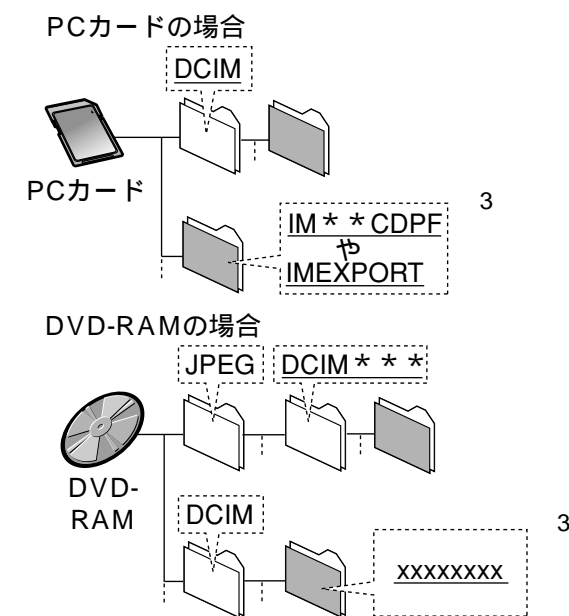 PCカードの場合
DCIM
PCカード
3
IM＊＊CDPF
や
IMEXPORT
DVD-RAMの場合
JPEG
DCIM＊＊＊
DVD-
RAM
DCIM
3
xxxxxxxx